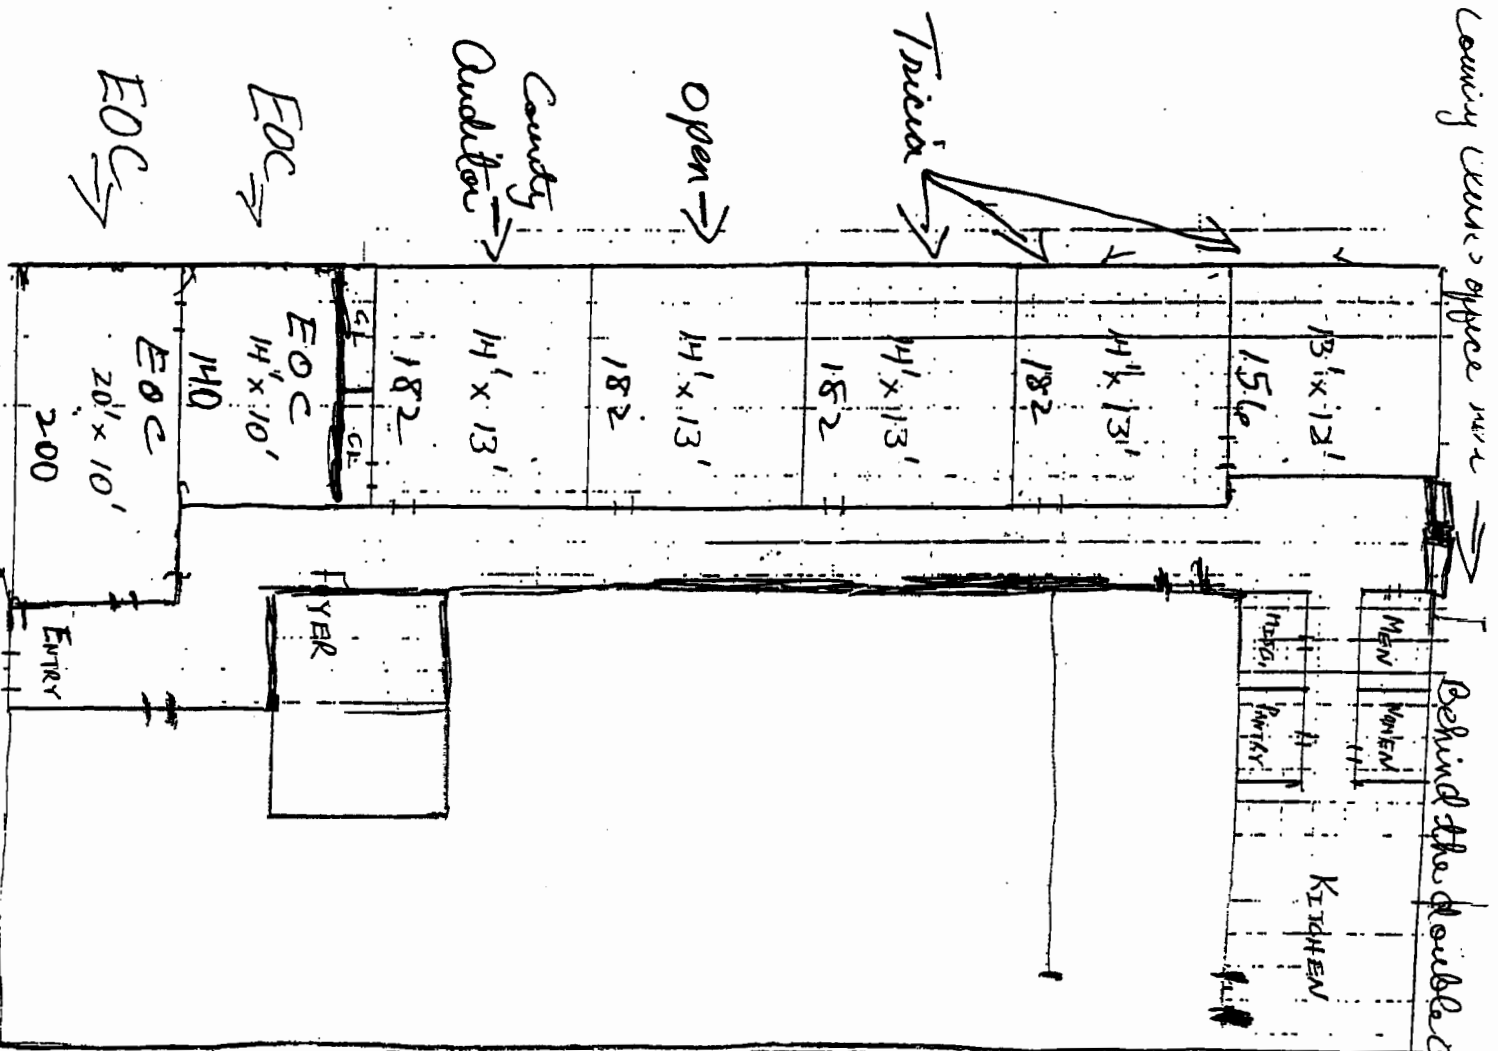 office
Behind the double
Tricia
Open
County
Auditor
EOC
EOC
13' x 12'
156
14' x 13'
182
14' x 13'
182
14' x 13'
182
14' x 13'
182
CL
CL
EOC
14' x 10'
140
EOC
20' x 10'
200
MEN
WOMEN
PANTRY
KITCHEN
YER
ENTRY